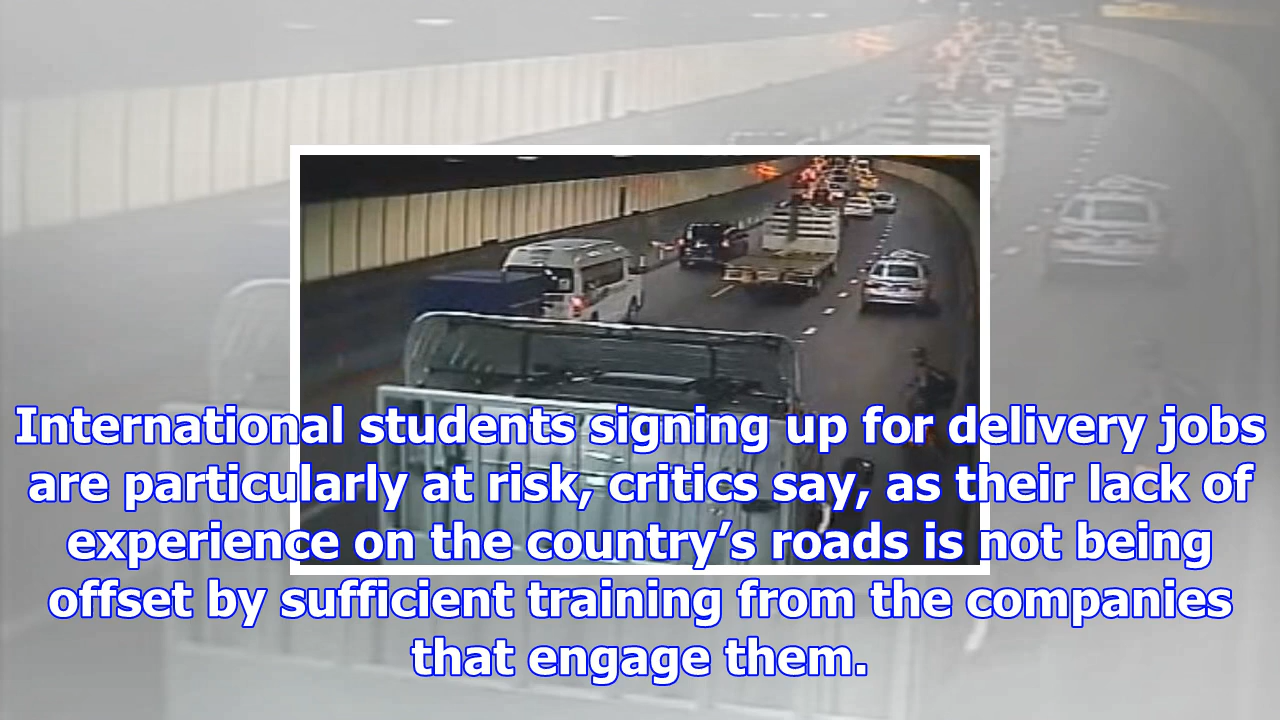 International students signing up for delivery jobs
are particularly at risk, critics say, as their lack of
experience on the country’s roads is not being
offset by sufficient training from the companies
that engage them.